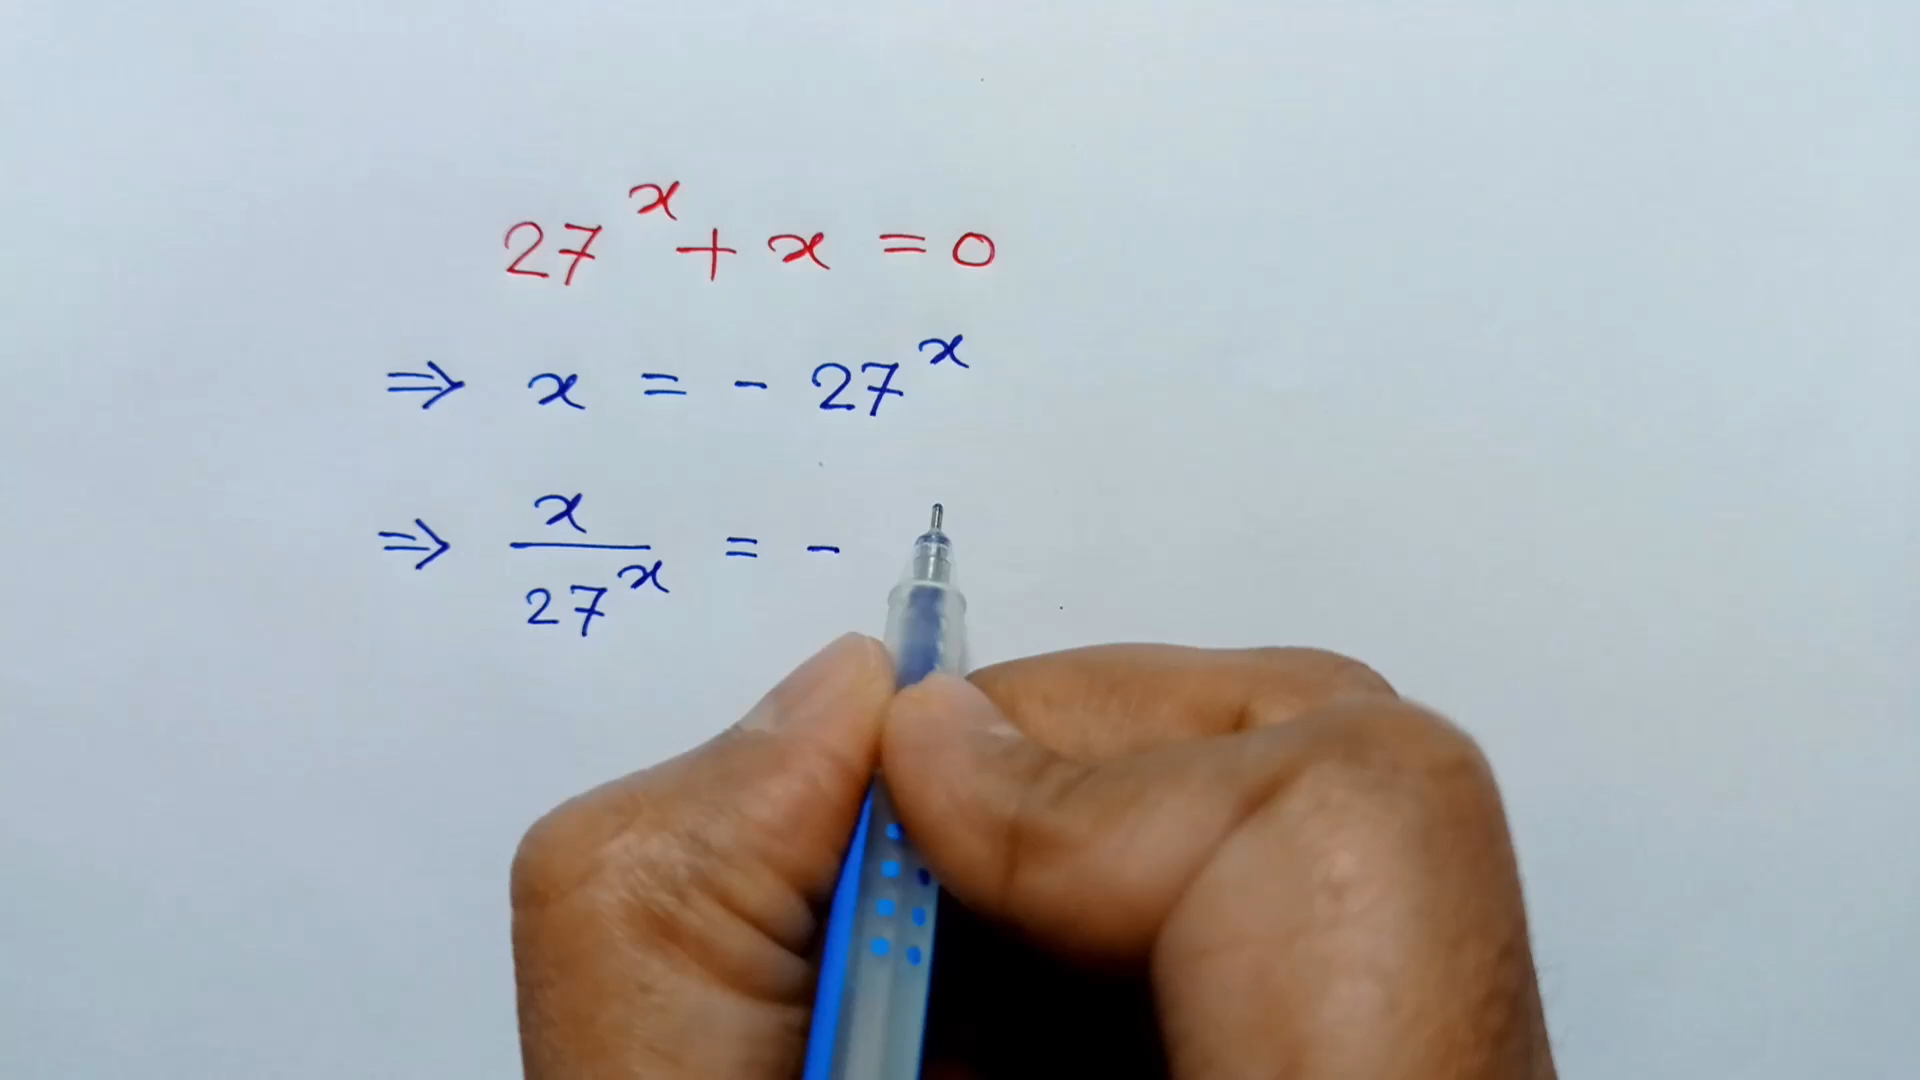 27^x + x = 0
⇒ x = - 27^x
⇒ x/27^x = -